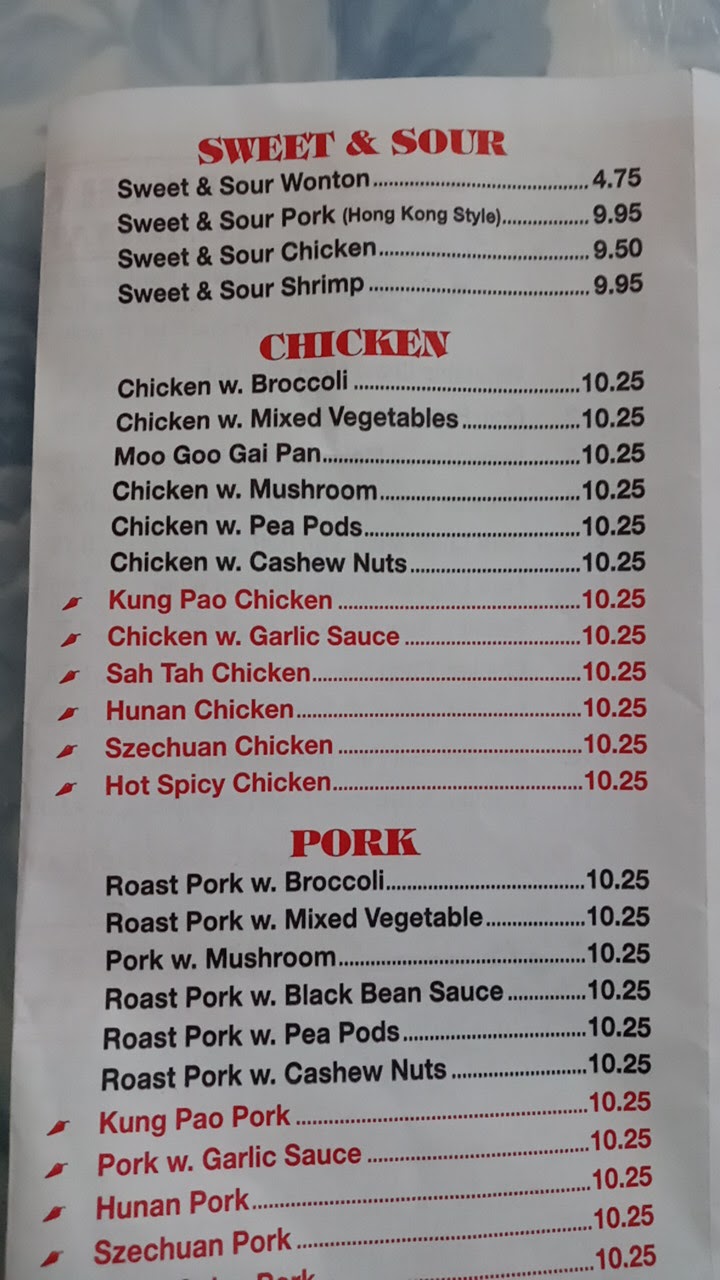 SWEET & SOUR
Sweet & Sour Wonton 4.75
Sweet & Sour Pork (Hong Kong Style) 9.95
Sweet & Sour Chicken 9.50
Sweet & Sour Shrimp 9.95
CHICKEN
Chicken w. Broccoli 10.25
Chicken w. Mixed Vegetables 10.25
Moo Goo Gai Pan 10.25
Chicken w. Mushroom 10.25
Chicken w. Pea Pods 10.25
Chicken w. Cashew Nuts 10.25
Kung Pao Chicken 10.25
Chicken w. Garlic Sauce 10.25
Sah Tah Chicken 10.25
Hunan Chicken 10.25
Szechuan Chicken 10.25
Hot Spicy Chicken 10.25
PORK
Roast Pork w. Broccoli 10.25
Roast Pork w. Mixed Vegetable 10.25
Pork w. Mushroom 10.25
Roast Pork w. Black Bean Sauce 10.25
Roast Pork w. Pea Pods 10.25
Roast Pork w. Cashew Nuts 10.25
Kung Pao Pork 10.25
Pork w. Garlic Sauce 10.25
Hunan Pork 10.25
Szechuan Pork 10.25
Pork 10.25